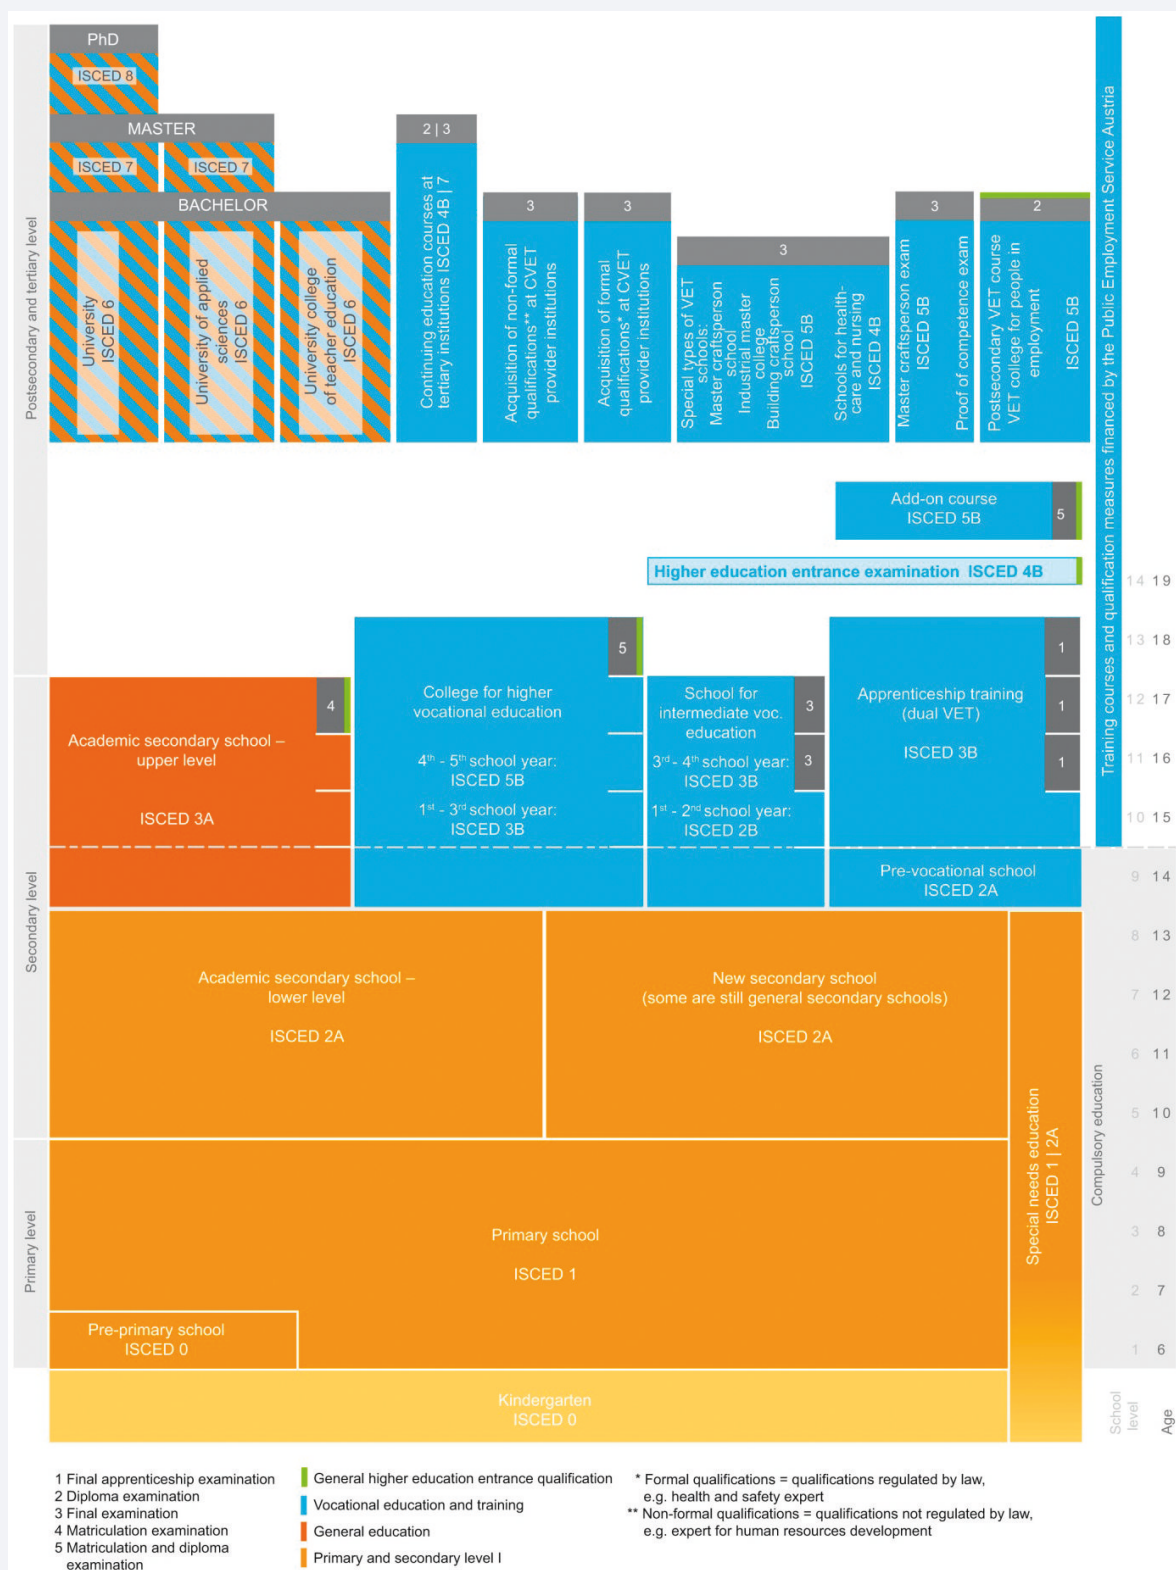 PhD
ISCED 8
MASTER
ISCED 7
ISCED 7
BACHELOR
University
ISCED 6
University of applied
sciences
ISCED 6
University college
of teacher education
ISCED 6
2 | 3
Continuing education courses at
tertiary institutions ISCED 4B | 7
3
Acquisition of non-formal
qualifications** at CVET
provider institutions
3
Acquisition of formal
qualifications* at CVET
provider institutions
3
Special types of VET
schools:
Master craftsperson
school
Industrial master
college
Building craftsperson
school
ISCED 5B
Schools for health-
care and nursing
ISCED 4B
3
Master craftsperson exam
ISCED 5B
Proof of competence exam
2
Postsecondary VET course
VET college for people in
employment
ISCED 5B
Training courses and qualification measures financed by the Public Employment Service Austria
Postsecondary and tertiary level
Add-on course
ISCED 5B
5
Higher education entrance examination ISCED 4B
14 19
13 18
12 17
11 16
10 15
9 14
8 13
7 12
6 11
5 10
4 9
3 8
2 7
1 6
School
level
Age
Compulsory education
Secondary level
Primary level
Academic secondary school –
upper level
ISCED 3A
4
College for higher
vocational education
4th - 5th school year:
ISCED 5B
1st - 3rd school year:
ISCED 3B
5
School for
intermediate voc.
education
3rd - 4th school year:
ISCED 3B
1st - 2nd school year:
ISCED 2B
3
3
Apprenticeship training
(dual VET)
ISCED 3B
1
1
1
Pre-vocational school
ISCED 2A
Academic secondary school –
lower level
ISCED 2A
New secondary school
(some are still general secondary schools)
ISCED 2A
Special needs education
ISCED 1 | 2A
Primary school
ISCED 1
Pre-primary school
ISCED 0
Kindergarten
ISCED 0
1 Final apprenticeship examination
2 Diploma examination
3 Final examination
4 Matriculation examination
5 Matriculation and diploma
examination
General higher education entrance qualification
Vocational education and training
General education
Primary and secondary level I
* Formal qualifications = qualifications regulated by law,
e.g. health and safety expert
** Non-formal qualifications = qualifications not regulated by law,
e.g. expert for human resources development